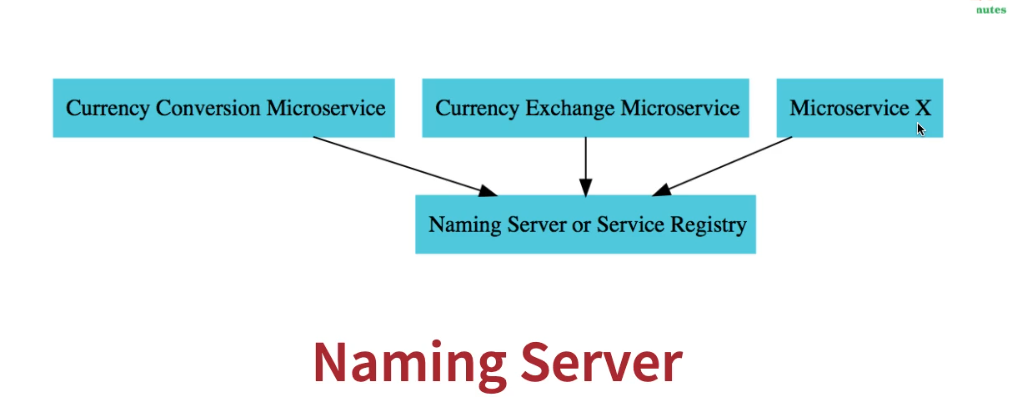 nutes
Currency Conversion Microservice
Currency Exchange Microservice
Microservice X
Naming Server or Service Registry
Naming Server